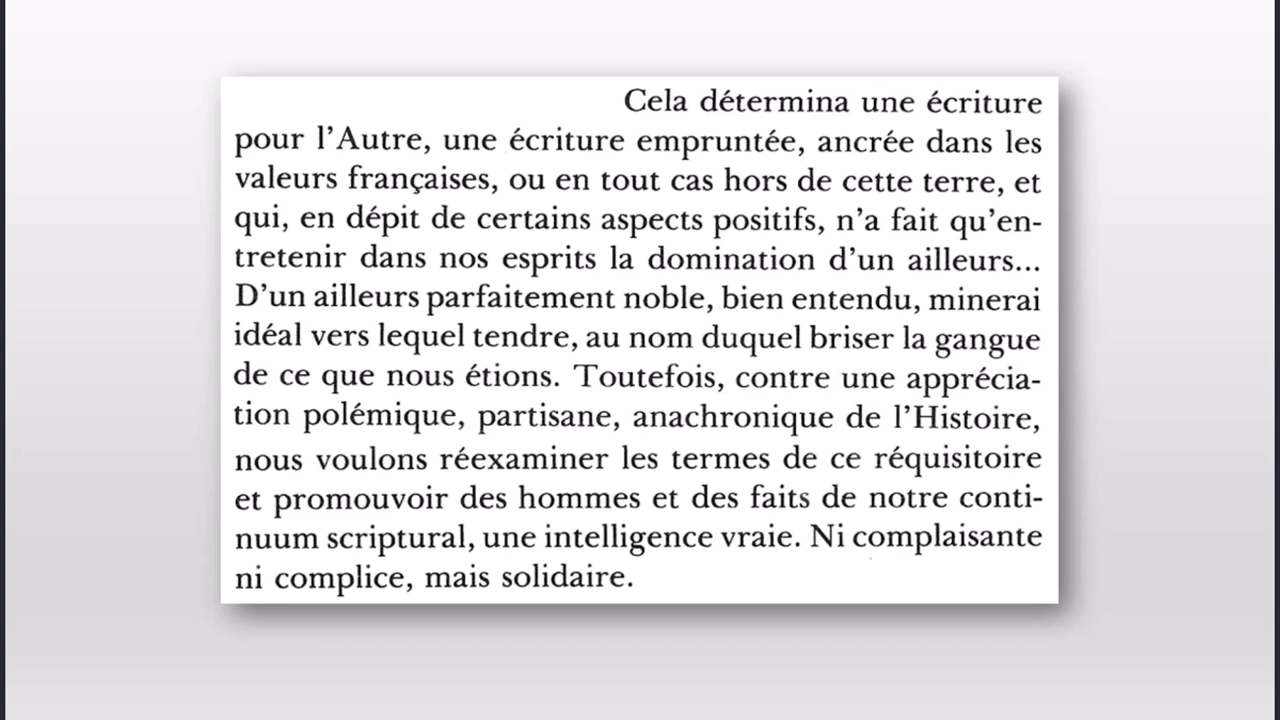 Cela détermina une écriture
pour l'Autre, une écriture empruntée, ancrée dans les
valeurs françaises, ou en tout cas hors de cette terre, et
qui, en dépit de certains aspects positifs, n'a fait qu'en-
tretenir dans nos esprits la domination d'un ailleurs...
D'un ailleurs parfaitement noble, bien entendu, minerai
idéal vers lequel tendre, au nom duquel briser la gangue
de ce que nous étions. Toutefois, contre une apprécia-
tion polémique, partisane, anachronique de l'Histoire,
nous voulons réexaminer les termes de ce réquisitoire
et promouvoir des hommes et des faits de notre conti-
nuum scriptural, une intelligence vraie. Ni complaisante
ni complice, mais solidaire.